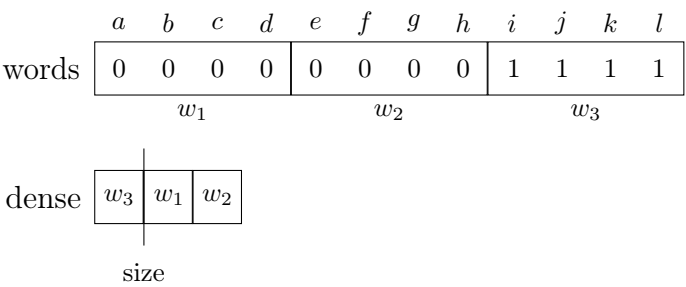 a b c d e f g h i j k l
words 0 0 0 0 0 0 0 0 1 1 1 1
w₁ w₂ w₃
dense w₃ w₁ w₂
size